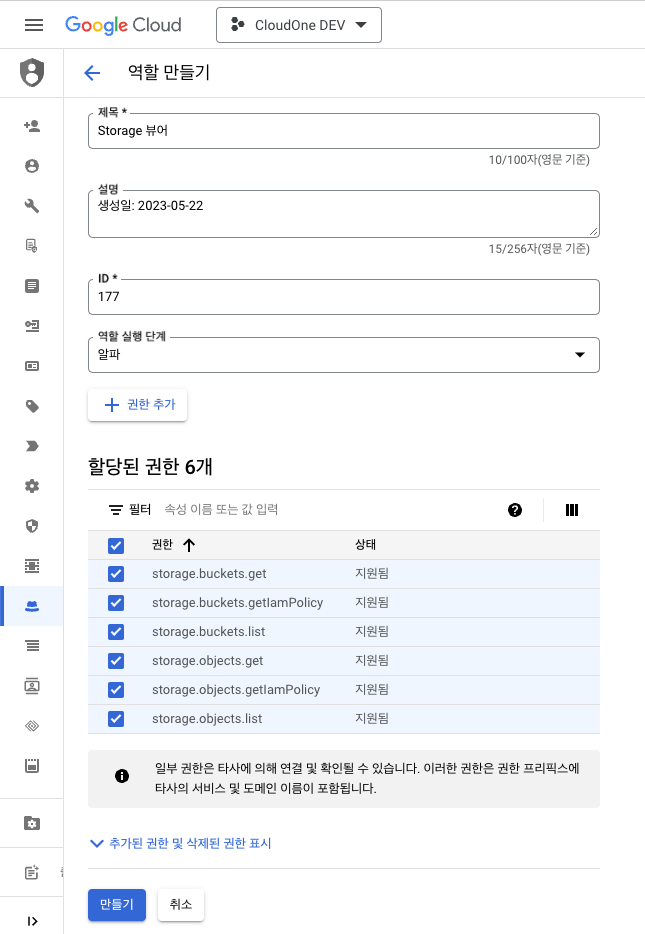 Google Cloud
CloudOne DEV
역할 만들기
제목 *
Storage 뷰어
10/100자(영문 기준)
설명
생성일: 2023-05-22
15/256자(영문 기준)
ID *
177
역할 실행 단계
알파
권한 추가
할당된 권한 6개
필터 속성 이름 또는 값 입력
권한 상태
storage.buckets.get 지원됨
storage.buckets.getIamPolicy 지원됨
storage.buckets.list 지원됨
storage.objects.get 지원됨
storage.objects.getIamPolicy 지원됨
storage.objects.list 지원됨
일부 권한은 타사에 의해 연결 및 확인될 수 있습니다. 이러한 권한은 권한 프리픽스에
타사의 서비스 및 도메인 이름이 포함됩니다.
추가된 권한 및 삭제된 권한 표시
만들기 취소